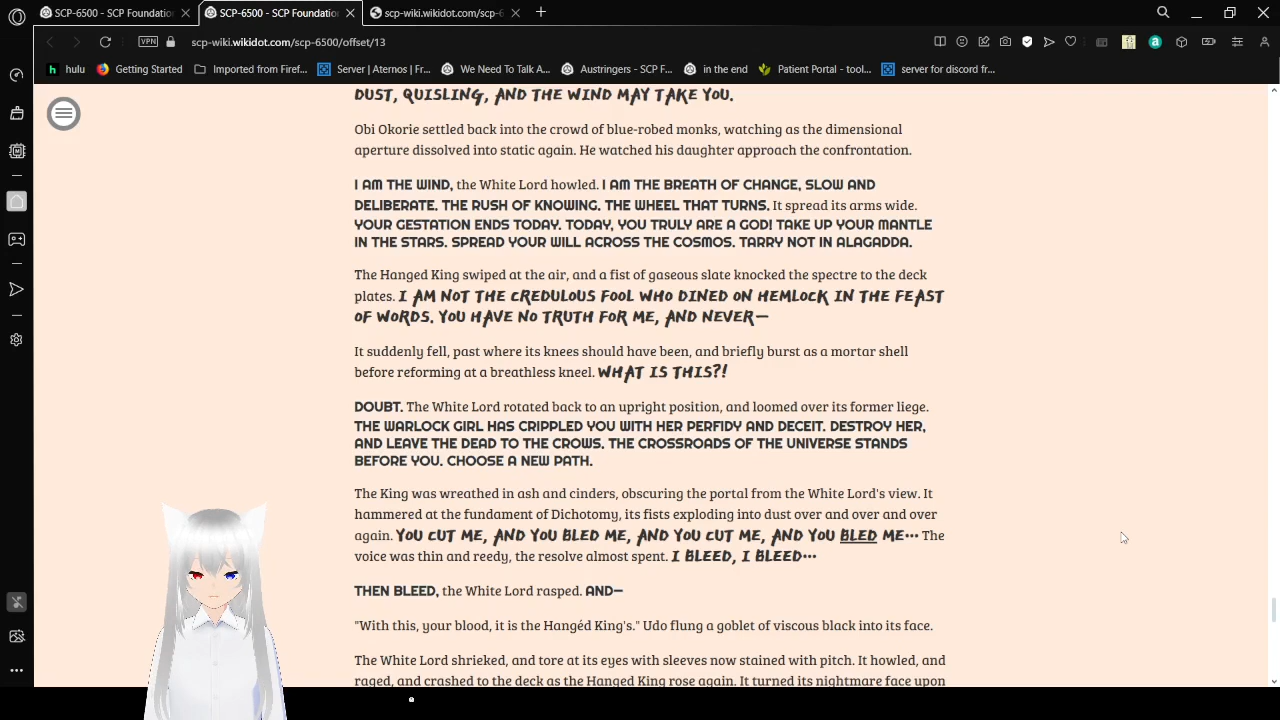 SCP-6500 - SCP Foundatio
SCP-6500 - SCP Foundation
scp-wiki.wikidot.com/scp-6
VPN
scp-wiki.wikidot.com/scp-6500/offset/13
hulu
Getting Started
Imported from Firef...
Server | Aternos | Fr...
We Need To Talk A...
Austringers - SCP F...
in the end
Patient Portal - tool...
server for discord fr...
DUST, QUISLING, AND THE WIND MAY TAKE YOU.
Obi Okorie settled back into the crowd of blue-robed monks, watching as the dimensional
aperture dissolved into static again. He watched his daughter approach the confrontation.
I AM THE WIND, the White Lord howled. I AM THE BREATH OF CHANGE, SLOW AND
DELIBERATE. THE RUSH OF KNOWING. THE WHEEL THAT TURNS. It spread its arms wide.
YOUR GESTATION ENDS TODAY. TODAY, YOU TRULY ARE A GOD! TAKE UP YOUR MANTLE
IN THE STARS. SPREAD YOUR WILL ACROSS THE COSMOS. TARRY NOT IN ALAGADDA.
The Hanged King swiped at the air, and a fist of gaseous slate knocked the spectre to the deck
plates. I AM NOT THE CREDULOUS FOOL WHO DINED ON HEMLOCK IN THE FEAST
OF WORDS. YOU HAVE NO TRUTH FOR ME, AND NEVER—
It suddenly fell, past where its knees should have been, and briefly burst as a mortar shell
before reforming at a breathless kneel. WHAT IS THIS?!
DOUBT. The White Lord rotated back to an upright position, and loomed over its former liege.
THE WARLOCK GIRL HAS CRIPPLED YOU WITH HER PERFIDY AND DECEIT. DESTROY HER,
AND LEAVE THE DEAD TO THE CROWS. THE CROSSROADS OF THE UNIVERSE STANDS
BEFORE YOU. CHOOSE A NEW PATH.
The King was wreathed in ash and cinders, obscuring the portal from the White Lord's view. It
hammered at the fundament of Dichotomy, its fists exploding into dust over and over and over
again. YOU CUT ME, AND YOU BLED ME, AND YOU CUT ME, AND YOU BLED ME… The
voice was thin and reedy, the resolve almost spent. I BLEED, I BLEED…
THEN BLEED, the White Lord rasped. AND—
"With this, your blood, it is the Hangéd King's." Udo flung a goblet of viscous black into its face.
The White Lord shrieked, and tore at its eyes with sleeves now stained with pitch. It howled, and
raged, and crashed to the deck as the Hanged King rose again. It turned its nightmare face upon